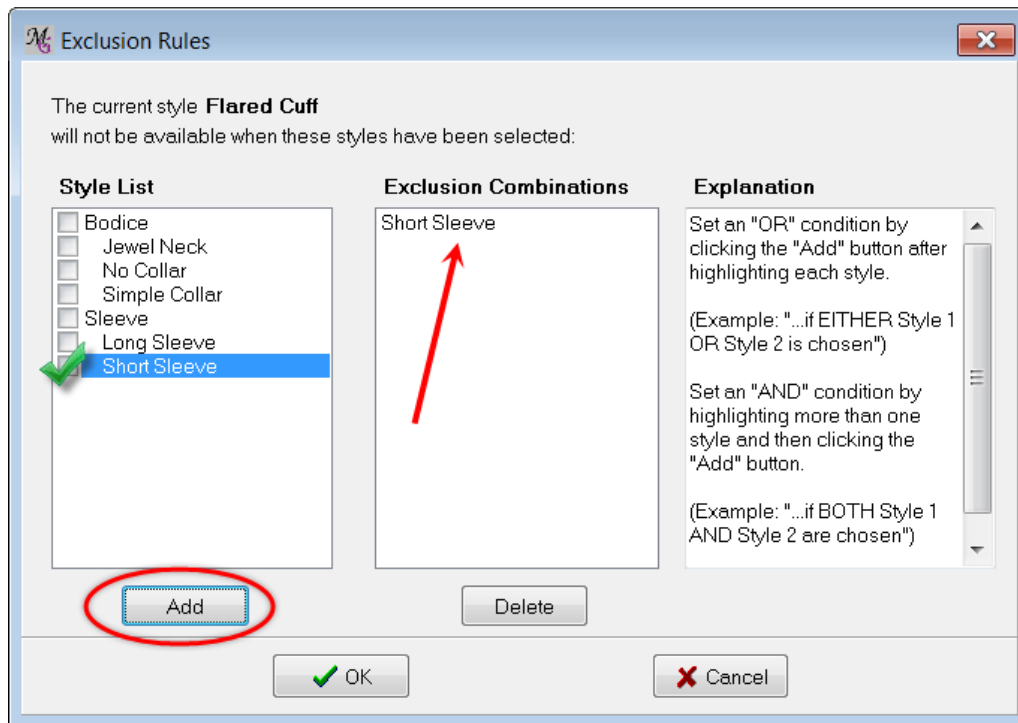 Exclusion Rules
The current style Flared Cuff
will not be available when these styles have been selected:
Style List
Bodice
Jewel Neck
No Collar
Simple Collar
Sleeve
Long Sleeve
Short Sleeve
Add
Exclusion Combinations
Short Sleeve
Delete
Explanation
Set an "OR" condition by
clicking the "Add" button after
highlighting each style.
(Example: "...if EITHER Style 1
OR Style 2 is chosen")
Set an "AND" condition by
highlighting more than one
style and then clicking the
"Add" button.
(Example: "...if BOTH Style 1
AND Style 2 are chosen")
OK
Cancel